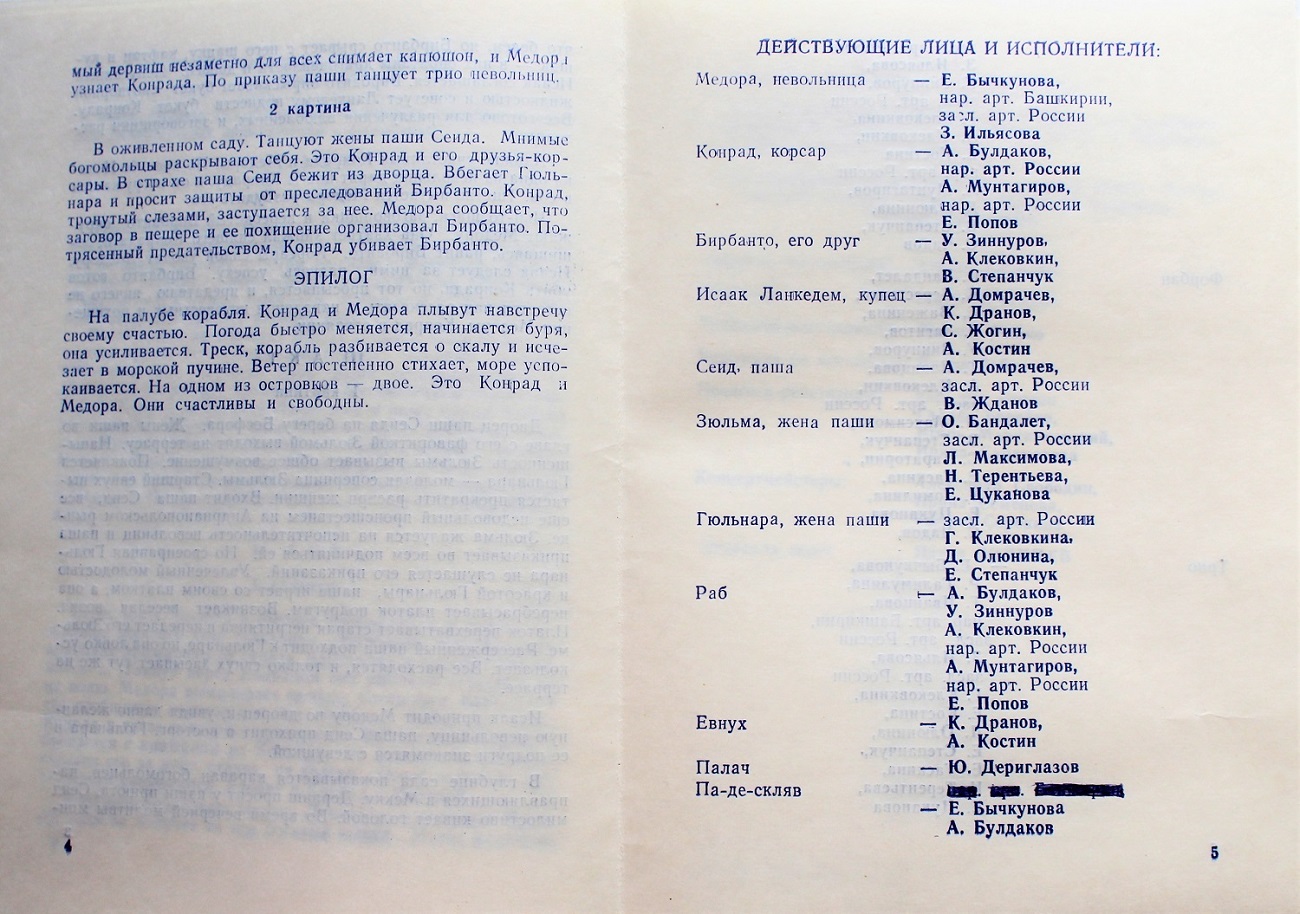 мый дервиш незаметно для всех снимает капюшон, и Медора
узнает Конрада. По приказу паши танцует трио невольниц.
2 картина
В оживленном саду. Танцуют жены паши Сеида. Мнимые
богомольцы раскрывают себя. Это Конрад и его друзья-кор-
сары. В страхе паша Сеид бежит из дворца. Вбегает Гюль-
нара и просит защиты от преследований Бирбанто. Конрад,
тронутый слезами, заступается за нее. Медора сообщает, что
заговор в пещере и ее похищение организовал Бирбанто. По-
трясенный предательством, Конрад убивает Бирбанто.
ЭПИЛОГ
На палубе корабля. Конрад и Медора плывут навстречу
своему счастью. Погода быстро меняется, начинается буря,
она усиливается. Треск, корабль разбивается о скалу и исче-
зает в морской пучине. Ветер постепенно стихает, море успо-
каивается. На одном из островков — двое. Это Конрад и
Медора. Они счастливы и свободны.
4
ДЕЙСТВУЮЩИЕ ЛИЦА И ИСПОЛНИТЕЛИ:
Медора, невольница — Е. Бычкунова,
нар. арт. Башкирии,
засл. арт. России
З. Ильясова
Конрад, корсар — А. Булдаков,
нар. арт. России
А. Мунтагиров,
нар. арт. России
Е. Попов
Бирбанто, его друг — У. Зиннуров,
А. Клековкин,
В. Степанчук
Исаак Ланкедем, купец — А. Домрачев,
К. Дранов,
С. Жогин,
А. Костин
Сеид, паша — А. Домрачев,
засл. арт. России
В. Жданов
Зюльма, жена паши — О. Бандалет,
засл. арт. России
Л. Максимова,
Н. Терентьева,
Е. Цуканова
Гюльнара, жена паши — засл. арт. России
Г. Клековкина,
Д. Олюнина,
Е. Степанчук
Раб — А. Булдаков,
У. Зиннуров
А. Клековкин,
нар. арт. России
А. Мунтагиров,
нар. арт. России
Е. Попов
Евнух — К. Дранов,
А. Костин
Палач — Ю. Дериглазов
Па-де-скляв
— Е. Бычкунова
А. Булдаков
5